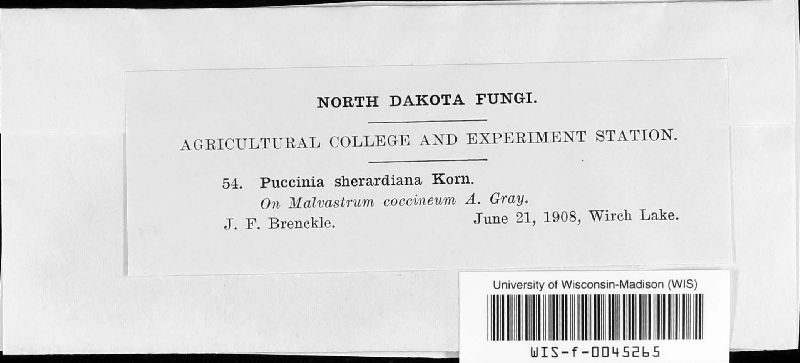 NORTH DAKOTA FUNGI.
AGRICULTURAL COLLEGE AND EXPERIMENT STATION.
54. Puccinia sherardiana Korn.
On Malvastrum coccineum A. Gray.
J. F. Brenckle. June 21, 1908, Wirch Lake.
University of Wisconsin-Madison (WIS)
WIS-f-0045265